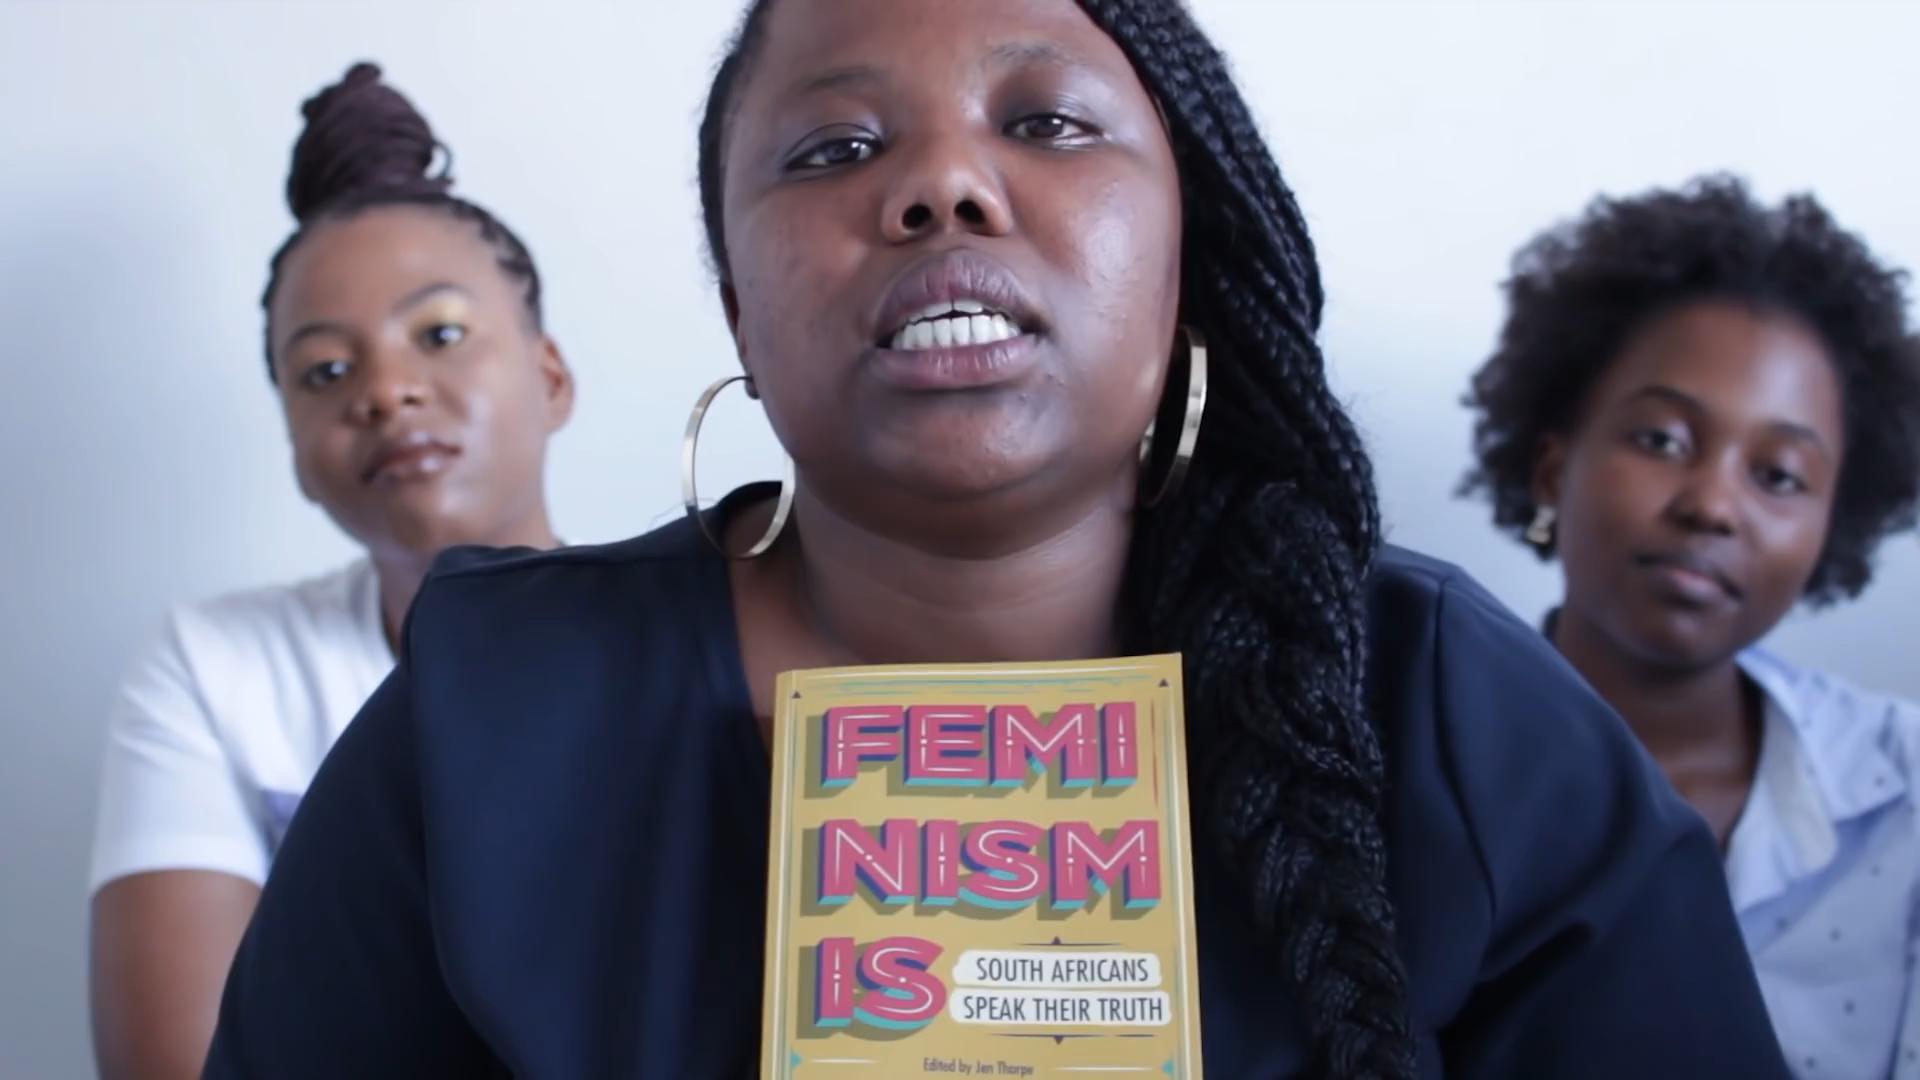 FEMI
NISM
IS
SOUTH AFRICANS
SPEAK THEIR TRUTH
Edited by Jen Thorpe